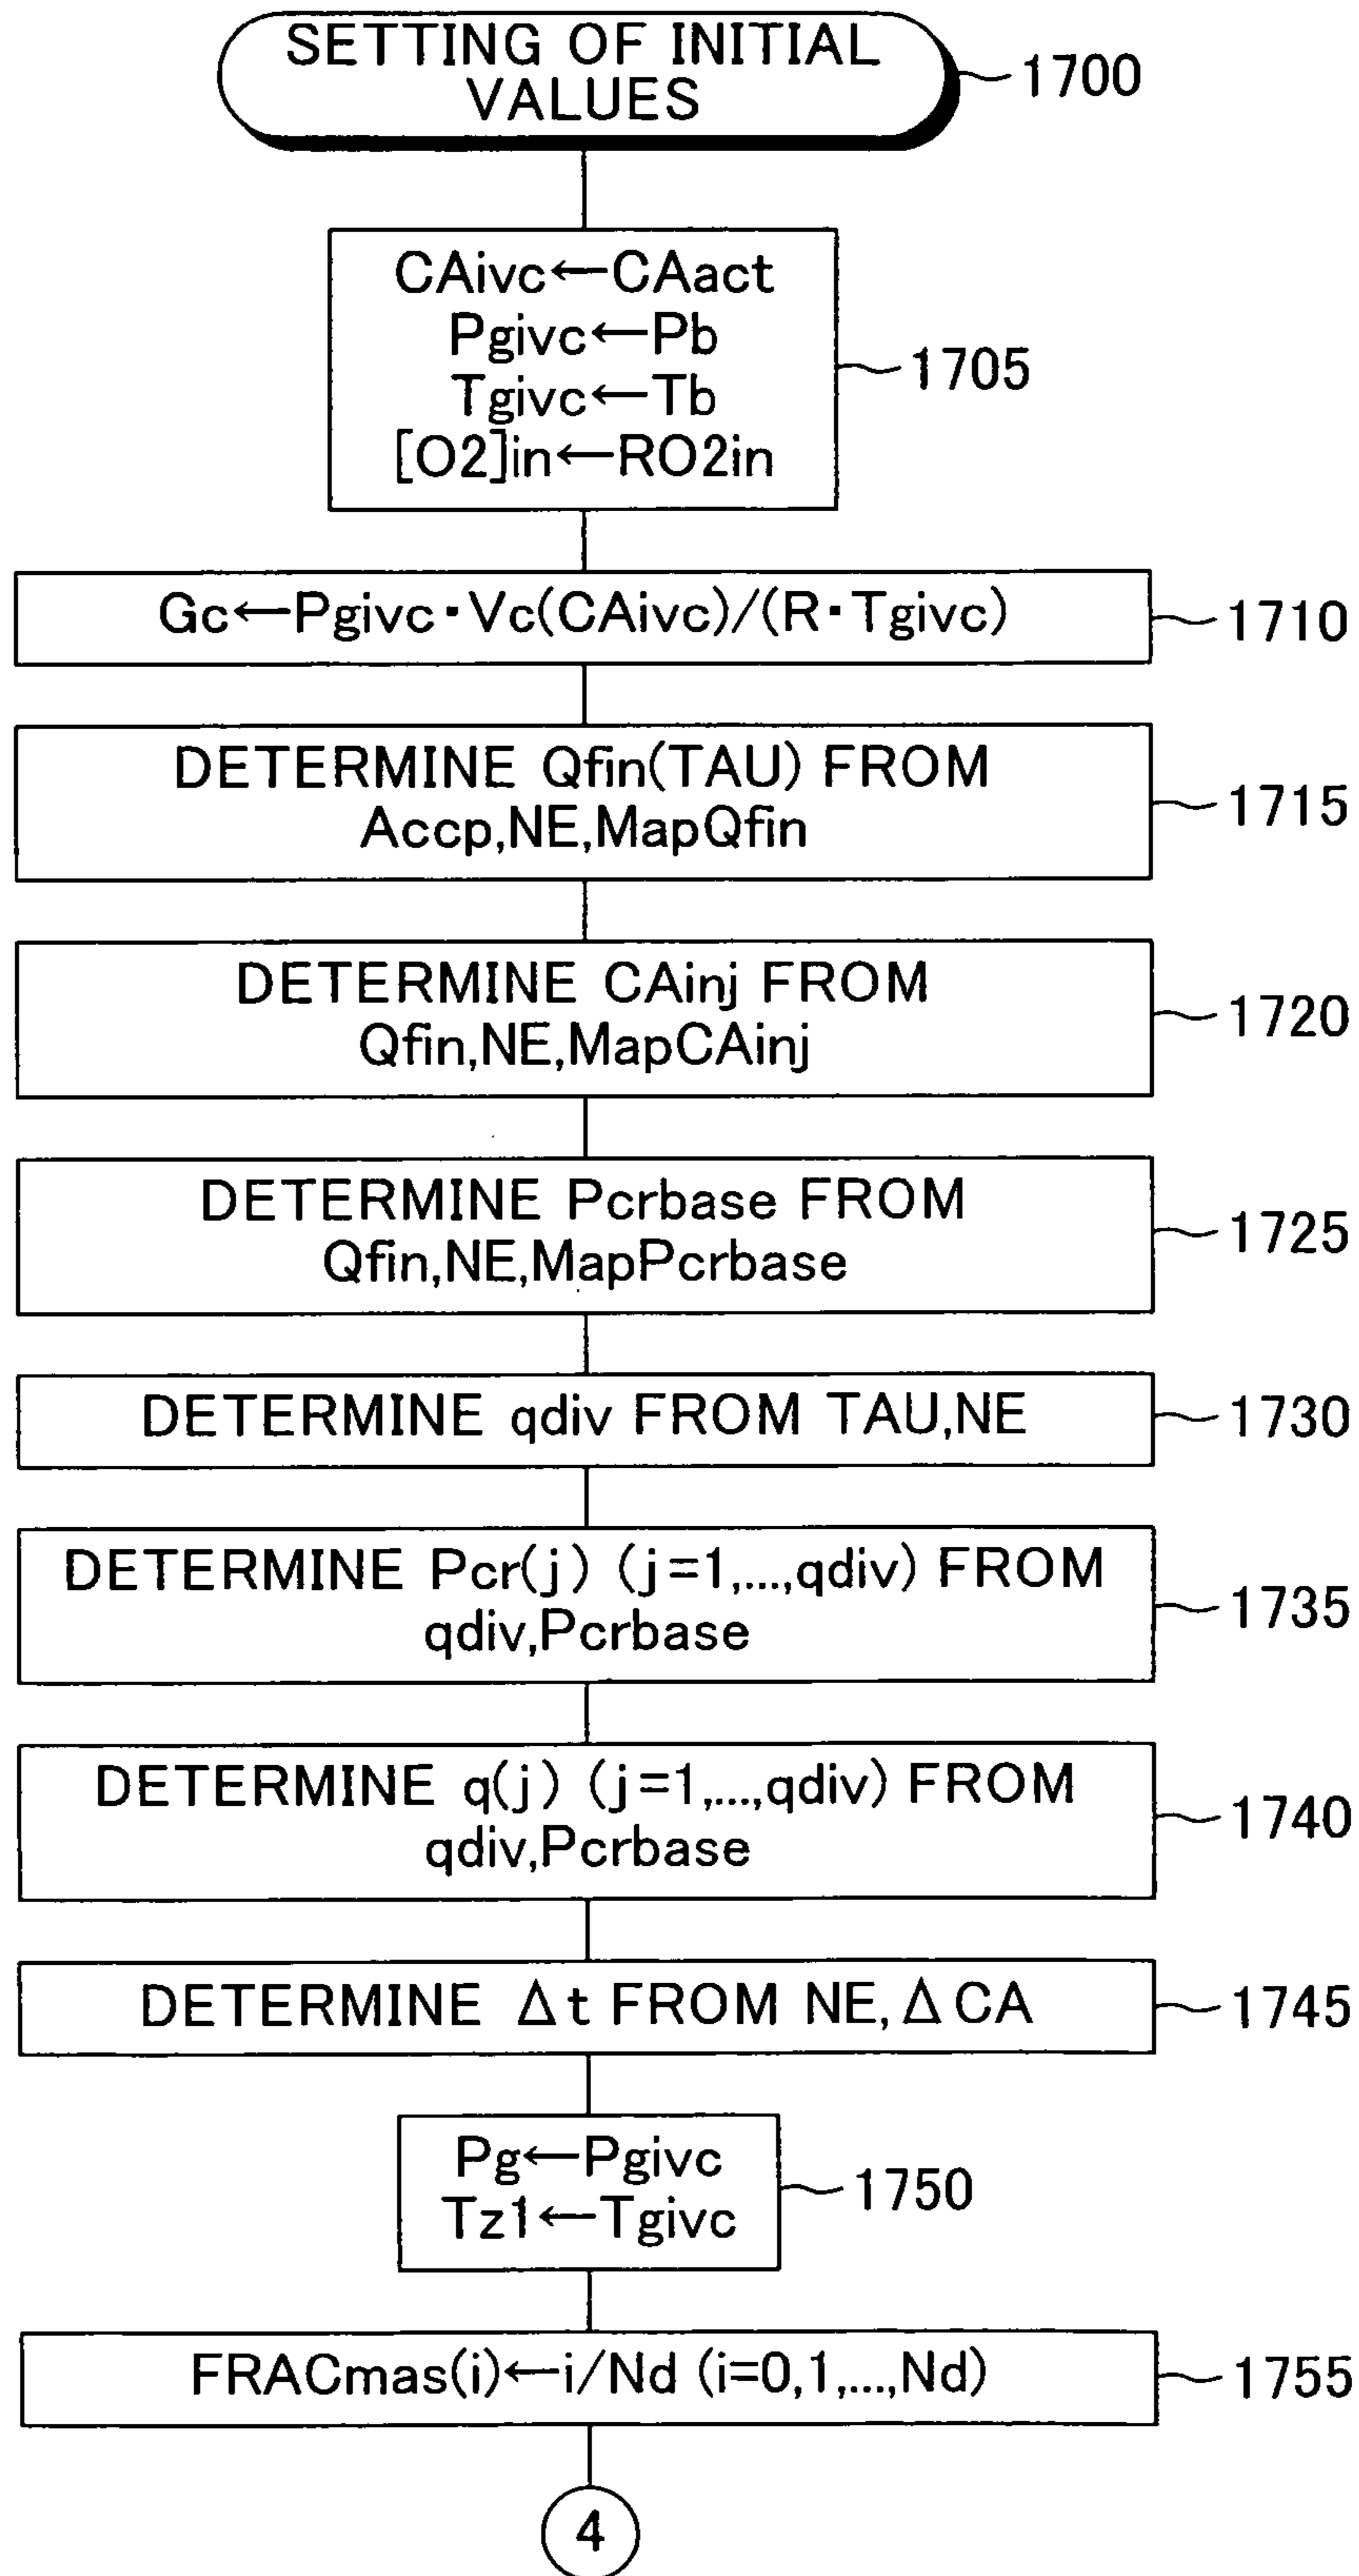 SETTING OF INITIAL
VALUES
1700
CAivc←CAact
Pgivc←Pb
Tgivc←Tb
[O2]in←RO2in
1705
Gc←Pgivc・Vc(CAivc)/(R・Tgivc)
1710
DETERMINE Qfin(TAU) FROM
Accp,NE,MapQfin
1715
DETERMINE CAinj FROM
Qfin,NE,MapCAinj
1720
DETERMINE Pcrbase FROM
Qfin,NE,MapPcrbase
1725
DETERMINE qdiv FROM TAU,NE
1730
DETERMINE Pcr(j) (j=1,...,qdiv) FROM
qdiv,Pcrbase
1735
DETERMINE q(j) (j=1,...,qdiv) FROM
qdiv,Pcrbase
1740
DETERMINE Δt FROM NE,ΔCA
1745
Pg←Pgivc
Tz1←Tgivc
1750
FRACmas(i)←i/Nd (i=0,1,...,Nd)
1755
4